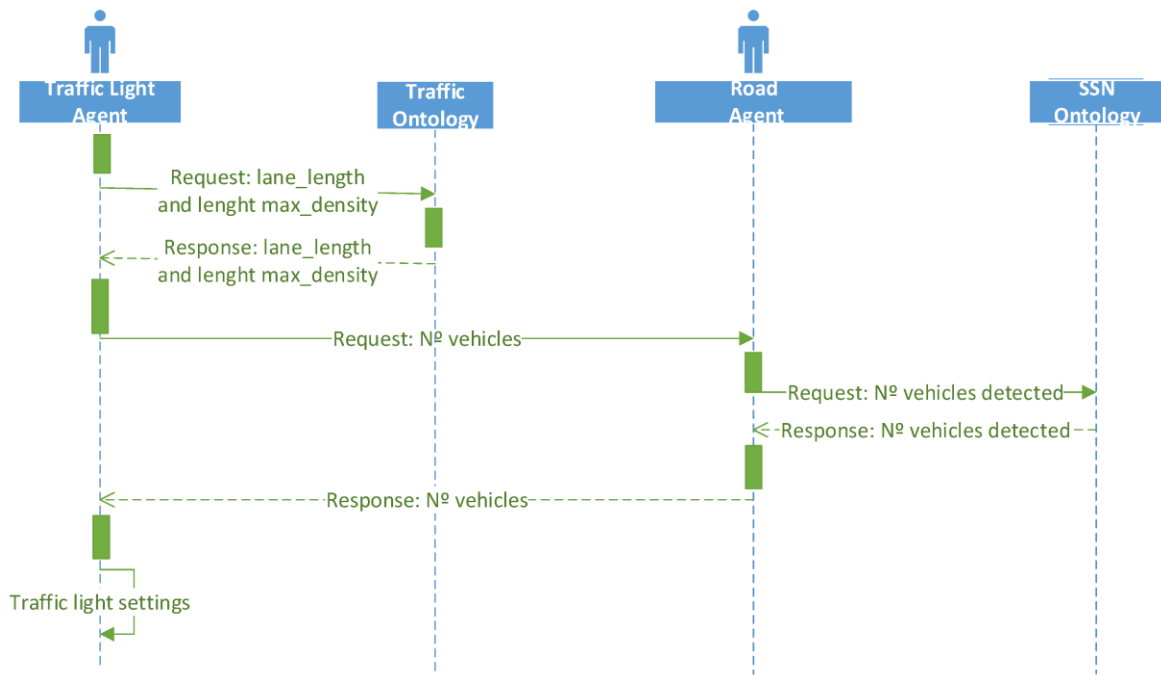 Traffic Light
Agent
Traffic
Ontology
Road
Agent
SSN
Ontology
Request: lane_length
and lenght max_density
Response: lane_length
and lenght max_density
Request: Nº vehicles
Request: Nº vehicles detected
Response: Nº vehicles detected
Response: Nº vehicles
Traffic light settings